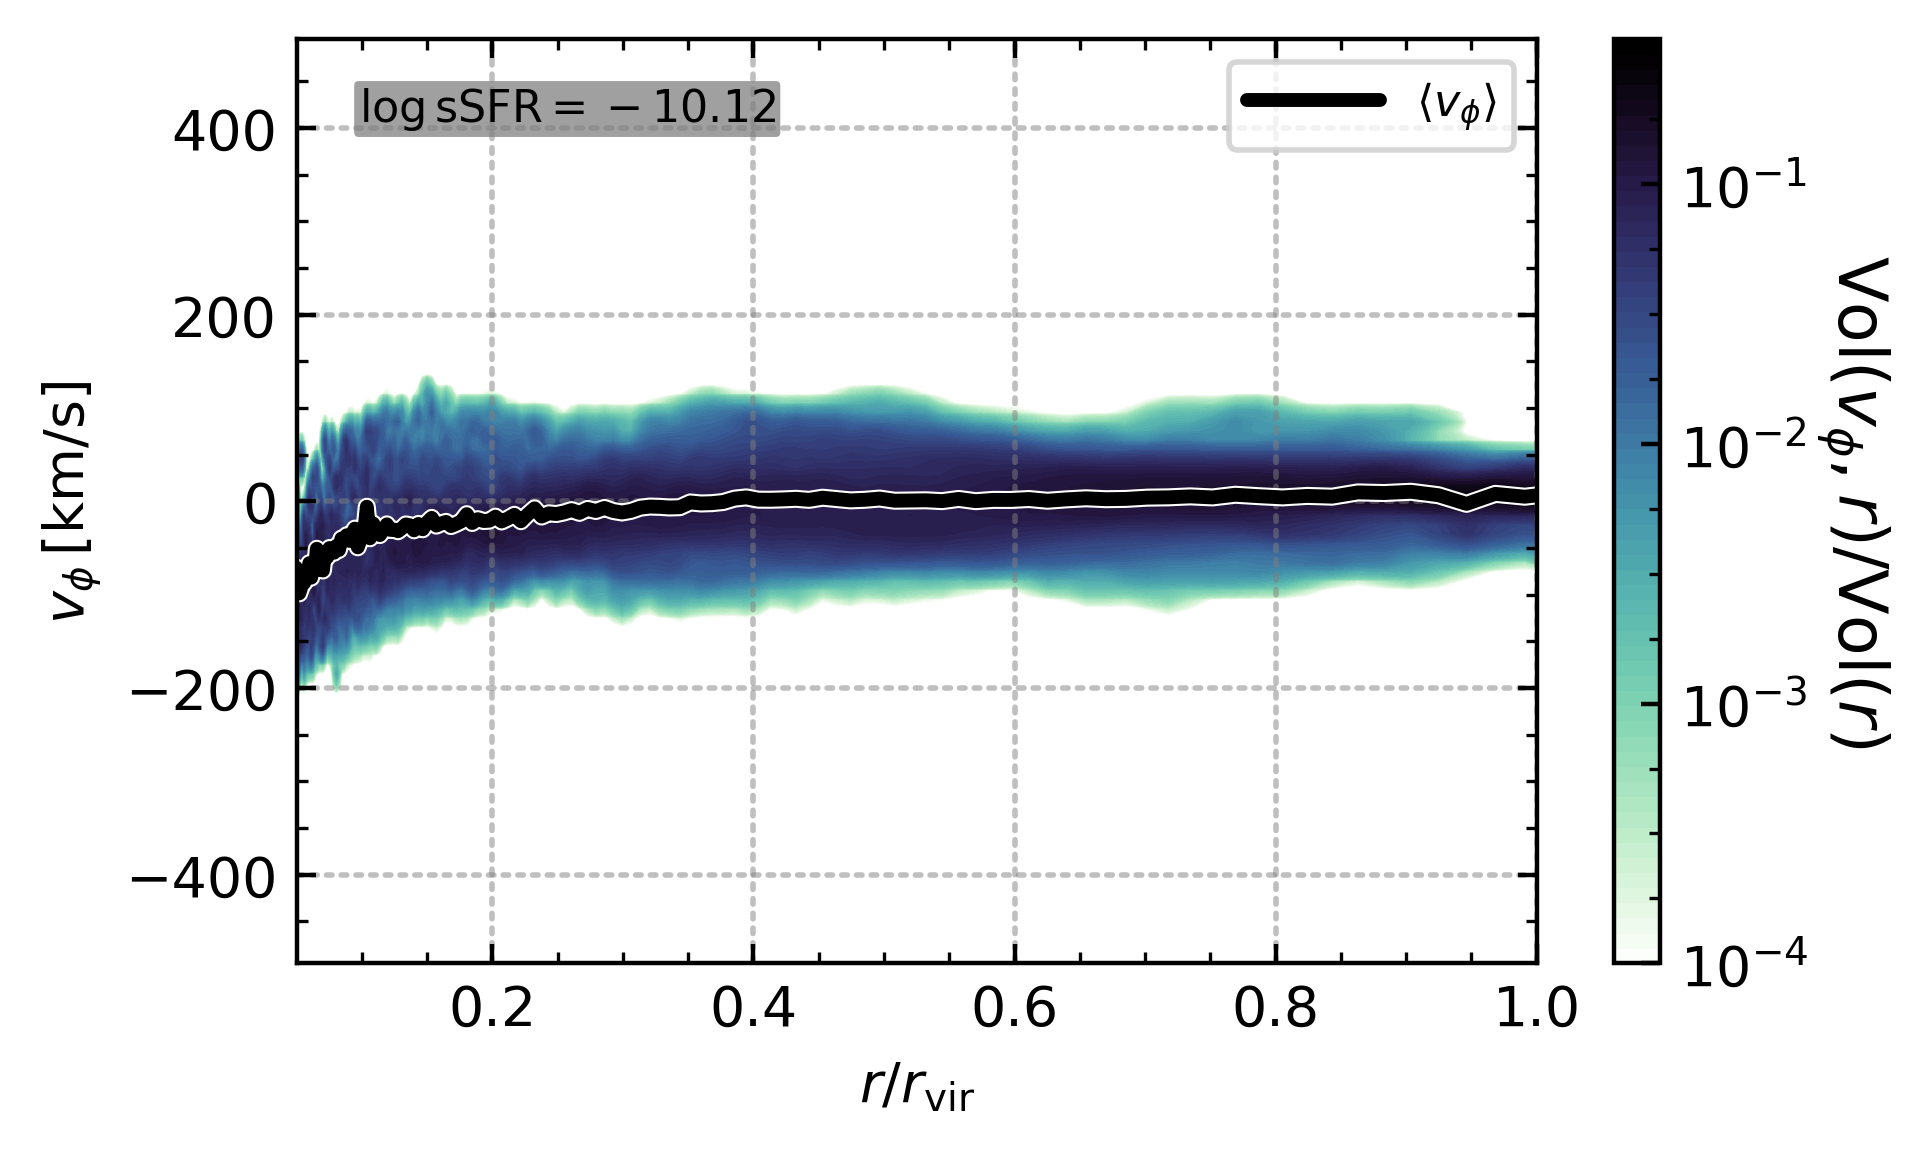 log sSFR = − 10.12
⟨v_ϕ⟩
400
200
0
−200
−400
v_ϕ [km/s]
0.2 0.4 0.6 0.8 1.0
r/r_vir
10^−1
10^−2
10^−3
10^−4
Vol(v_ϕ, r)/Vol(r)